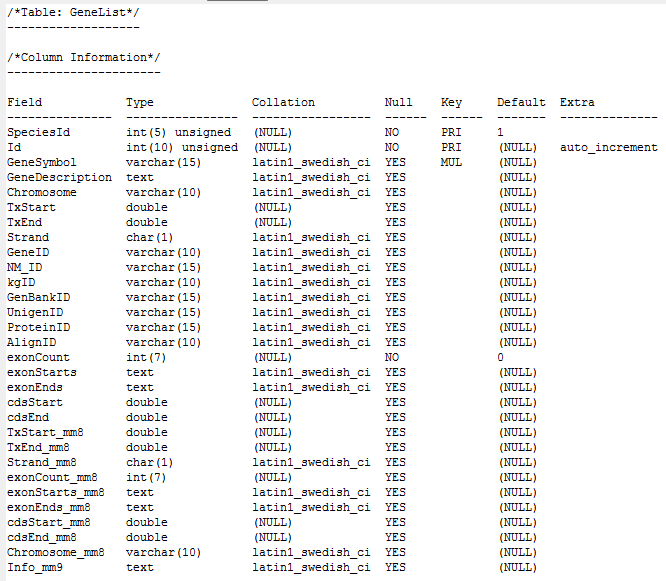 /*Table: GeneList*/
-------------------
/*Column Information*/
----------------------
Field            Type              Collation          Null    Key     Default  Extra
---------------  ----------------  -----------------  ------  ------  -------  --------------
SpeciesId        int(5) unsigned   (NULL)             NO      PRI     1
Id               int(10) unsigned  (NULL)             NO      PRI     (NULL)   auto_increment
GeneSymbol       varchar(15)       latin1_swedish_ci  YES     MUL     (NULL)
GeneDescription  text              latin1_swedish_ci  YES             (NULL)
Chromosome       varchar(10)       latin1_swedish_ci  YES             (NULL)
TxStart          double            (NULL)             YES             (NULL)
TxEnd            double            (NULL)             YES             (NULL)
Strand           char(1)           latin1_swedish_ci  YES             (NULL)
GeneID           varchar(10)       latin1_swedish_ci  YES             (NULL)
NM_ID            varchar(15)       latin1_swedish_ci  YES             (NULL)
kgID             varchar(10)       latin1_swedish_ci  YES             (NULL)
GenBankID        varchar(15)       latin1_swedish_ci  YES             (NULL)
UnigenID         varchar(15)       latin1_swedish_ci  YES             (NULL)
ProteinID        varchar(15)       latin1_swedish_ci  YES             (NULL)
AlignID          varchar(10)       latin1_swedish_ci  YES             (NULL)
exonCount        int(7)            (NULL)             NO              0
exonStarts       text              latin1_swedish_ci  YES             (NULL)
exonEnds         text              latin1_swedish_ci  YES             (NULL)
cdsStart         double            (NULL)             YES             (NULL)
cdsEnd           double            (NULL)             YES             (NULL)
TxStart_mm8      double            (NULL)             YES             (NULL)
TxEnd_mm8        double            (NULL)             YES             (NULL)
Strand_mm8       char(1)           latin1_swedish_ci  YES             (NULL)
exonCount_mm8    int(7)            (NULL)             YES             (NULL)
exonStarts_mm8   text              latin1_swedish_ci  YES             (NULL)
exonEnds_mm8     text              latin1_swedish_ci  YES             (NULL)
cdsStart_mm8     double            (NULL)             YES             (NULL)
cdsEnd_mm8       double            (NULL)             YES             (NULL)
Chromosome_mm8   varchar(10)       latin1_swedish_ci  YES             (NULL)
Info_mm9         text              latin1_swedish_ci  YES             (NULL)